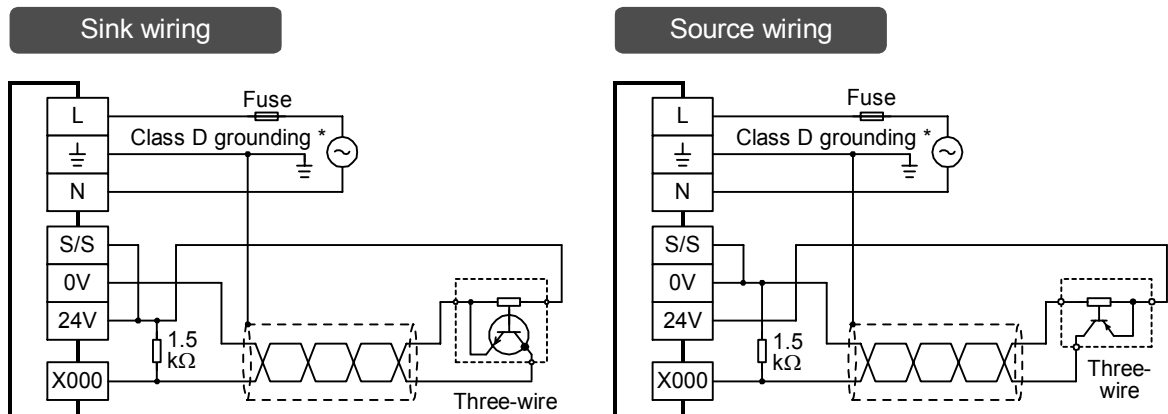 Sink wiring
L
Fuse
Class D grounding *
N
S/S
0V
24V
1.5
kΩ
X000
Three-wire
Source wiring
L
Fuse
Class D grounding *
N
S/S
0V
24V
1.5
kΩ
X000
Three-
wire